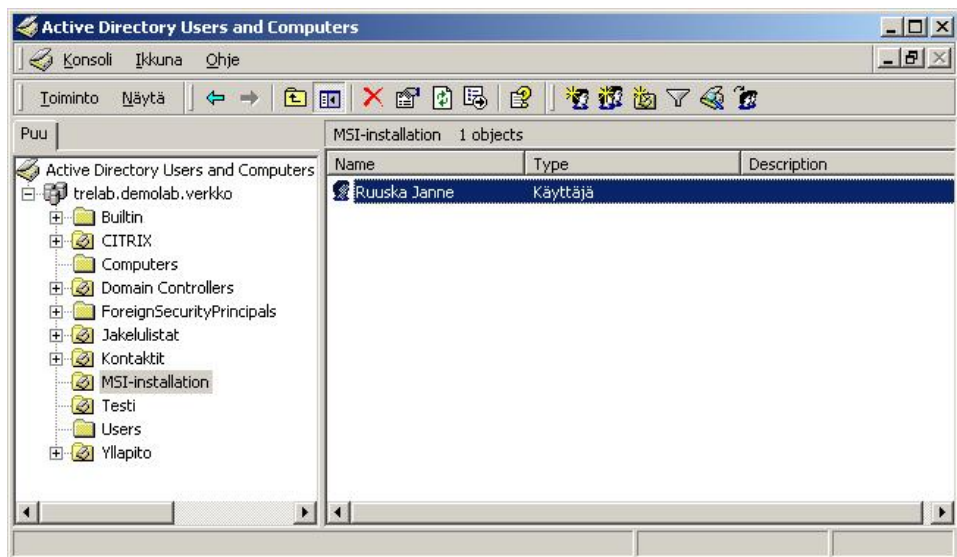 Active Directory Users and Computers
Konsoli Ikkuna Ohje
Toiminto Näytä
Puu
MSI-installation 1 objects
Active Directory Users and Computers
trelab.demolab.verkko
Builtin
CITRIX
Computers
Domain Controllers
ForeignSecurityPrincipals
Jakelulistat
Kontaktit
MSI-installation
Testi
Users
Yllapito
Name Type Description
Ruuska Janne Käyttäjä